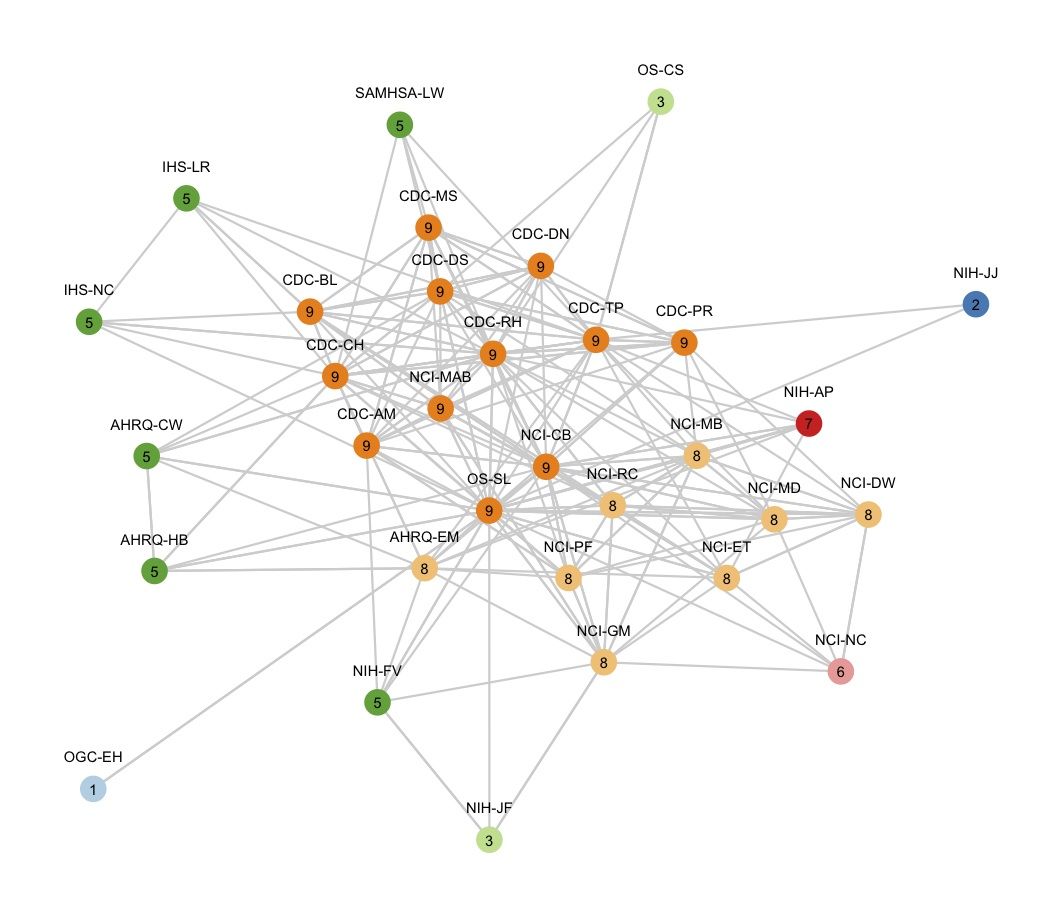 OS-CS
3
SAMHSA-LW
5
IHS-LR
5
CDC-MS
9
CDC-DN
9
CDC-DS
9
NIH-JJ
2
CDC-BL
9
IHS-NC
5
CDC-TP
9
CDC-PR
9
CDC-RH
9
CDC-CH
9
NCI-MAB
9
NIH-AP
7
CDC-AM
9
AHRQ-CW
5
NCI-MB
8
NCI-CB
9
OS-SL
9
NCI-RC
8
NCI-MD
8
NCI-DW
8
AHRQ-HB
5
AHRQ-EM
8
NCI-PF
8
NCI-ET
8
NCI-GM
8
NCI-NC
6
NIH-FV
5
OGC-EH
1
NIH-JF
3